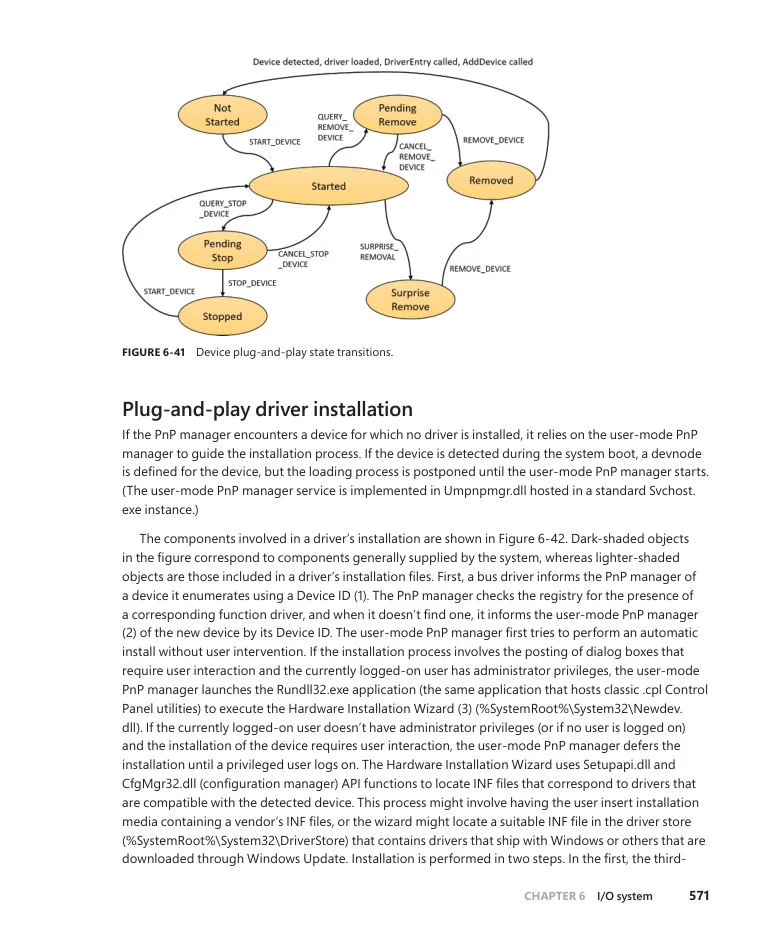 Device detected, driver loaded, DriverEntry called, AddDevice called
Not
Started
QUERY_
REMOVE_
DEVICE
Pending
Remove
START_DEVICE
CANCEL_
REMOVE_
DEVICE
REMOVE_DEVICE
Started
Removed
QUERY_STOP
_DEVICE
Pending
Stop
CANCEL_STOP
_DEVICE
SURPRISE_
REMOVAL
REMOVE_DEVICE
START_DEVICE
STOP_DEVICE
Surprise
Remove
Stopped
FIGURE 6-41 Device plug-and-play state transitions.
Plug-and-play driver installation
If the PnP manager encounters a device for which no driver is installed, it relies on the user-mode PnP
manager to guide the installation process. If the device is detected during the system boot, a devnode
is defined for the device, but the loading process is postponed until the user-mode PnP manager starts.
(The user-mode PnP manager service is implemented in Umpnpmgr.dll hosted in a standard Svchost.
exe instance.)
The components involved in a driver’s installation are shown in Figure 6-42. Dark-shaded objects
in the figure correspond to components generally supplied by the system, whereas lighter-shaded
objects are those included in a driver’s installation files. First, a bus driver informs the PnP manager of
a device it enumerates using a Device ID (1). The PnP manager checks the registry for the presence of
a corresponding function driver, and when it doesn’t find one, it informs the user-mode PnP manager
(2) of the new device by its Device ID. The user-mode PnP manager first tries to perform an automatic
install without user intervention. If the installation process involves the posting of dialog boxes that
require user interaction and the currently logged-on user has administrator privileges, the user-mode
PnP manager launches the Rundll32.exe application (the same application that hosts classic .cpl Control
Panel utilities) to execute the Hardware Installation Wizard (3) (%SystemRoot%\System32\Newdev.
dll). If the currently logged-on user doesn’t have administrator privileges (or if no user is logged on)
and the installation of the device requires user interaction, the user-mode PnP manager defers the
installation until a privileged user logs on. The Hardware Installation Wizard uses Setupapi.dll and
CfgMgr32.dll (configuration manager) API functions to locate INF files that correspond to drivers that
are compatible with the detected device. This process might involve having the user insert installation
media containing a vendor’s INF files, or the wizard might locate a suitable INF file in the driver store
(%SystemRoot%\System32\DriverStore) that contains drivers that ship with Windows or others that are
downloaded through Windows Update. Installation is performed in two steps. In the first, the third-
CHAPTER 6 I/O system 571